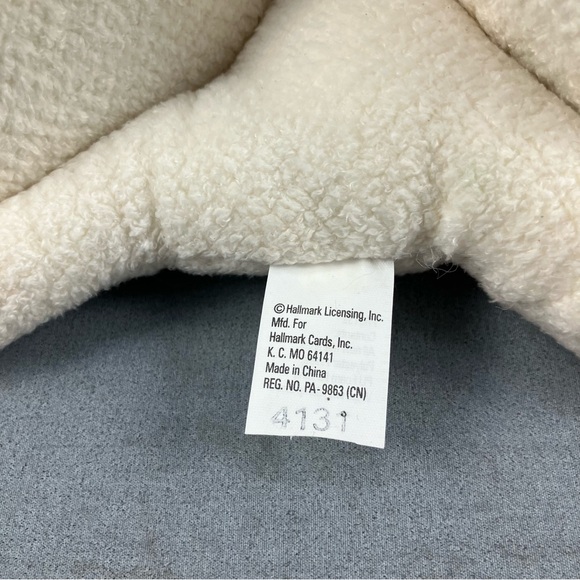 © Hallmark Licensing, Inc.
Mfd. For
Hallmark Cards, Inc.
K. C. MO 64141
Made in China
REG. NO. PA-9863 (CN)
4131